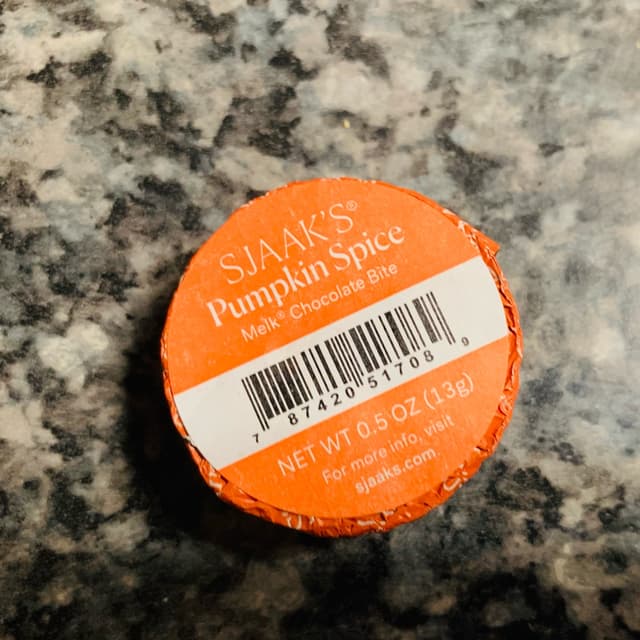 SJAAK'S®
Pumpkin Spice
Melk® Chocolate Bite
7 87420 51708 9
NET WT 0.5 OZ (13g)
For more info, visit
sjaaks.com